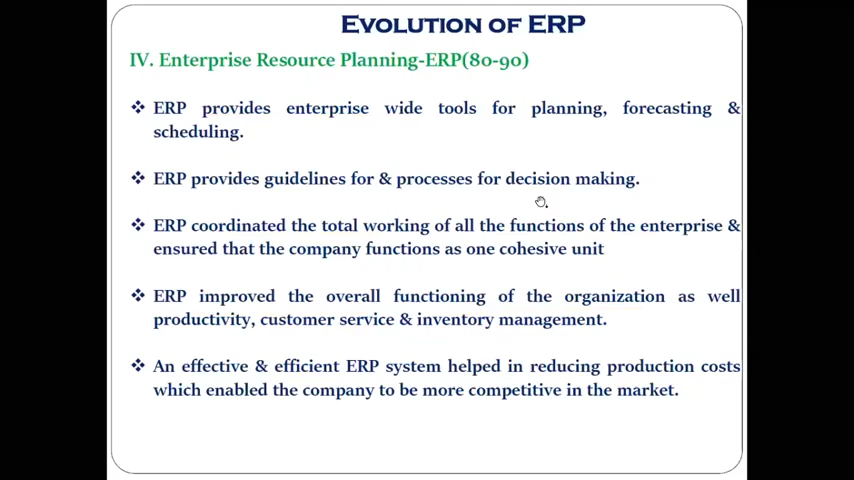 EVOLUTION OF ERP
IV. Enterprise Resource Planning-ERP(80-90)
❖ ERP provides enterprise wide tools for planning, forecasting &
scheduling.
❖ ERP provides guidelines for & processes for decision making.
❖ ERP coordinated the total working of all the functions of the enterprise &
ensured that the company functions as one cohesive unit
❖ ERP improved the overall functioning of the organization as well
productivity, customer service & inventory management.
❖ An effective & efficient ERP system helped in reducing production costs
which enabled the company to be more competitive in the market.